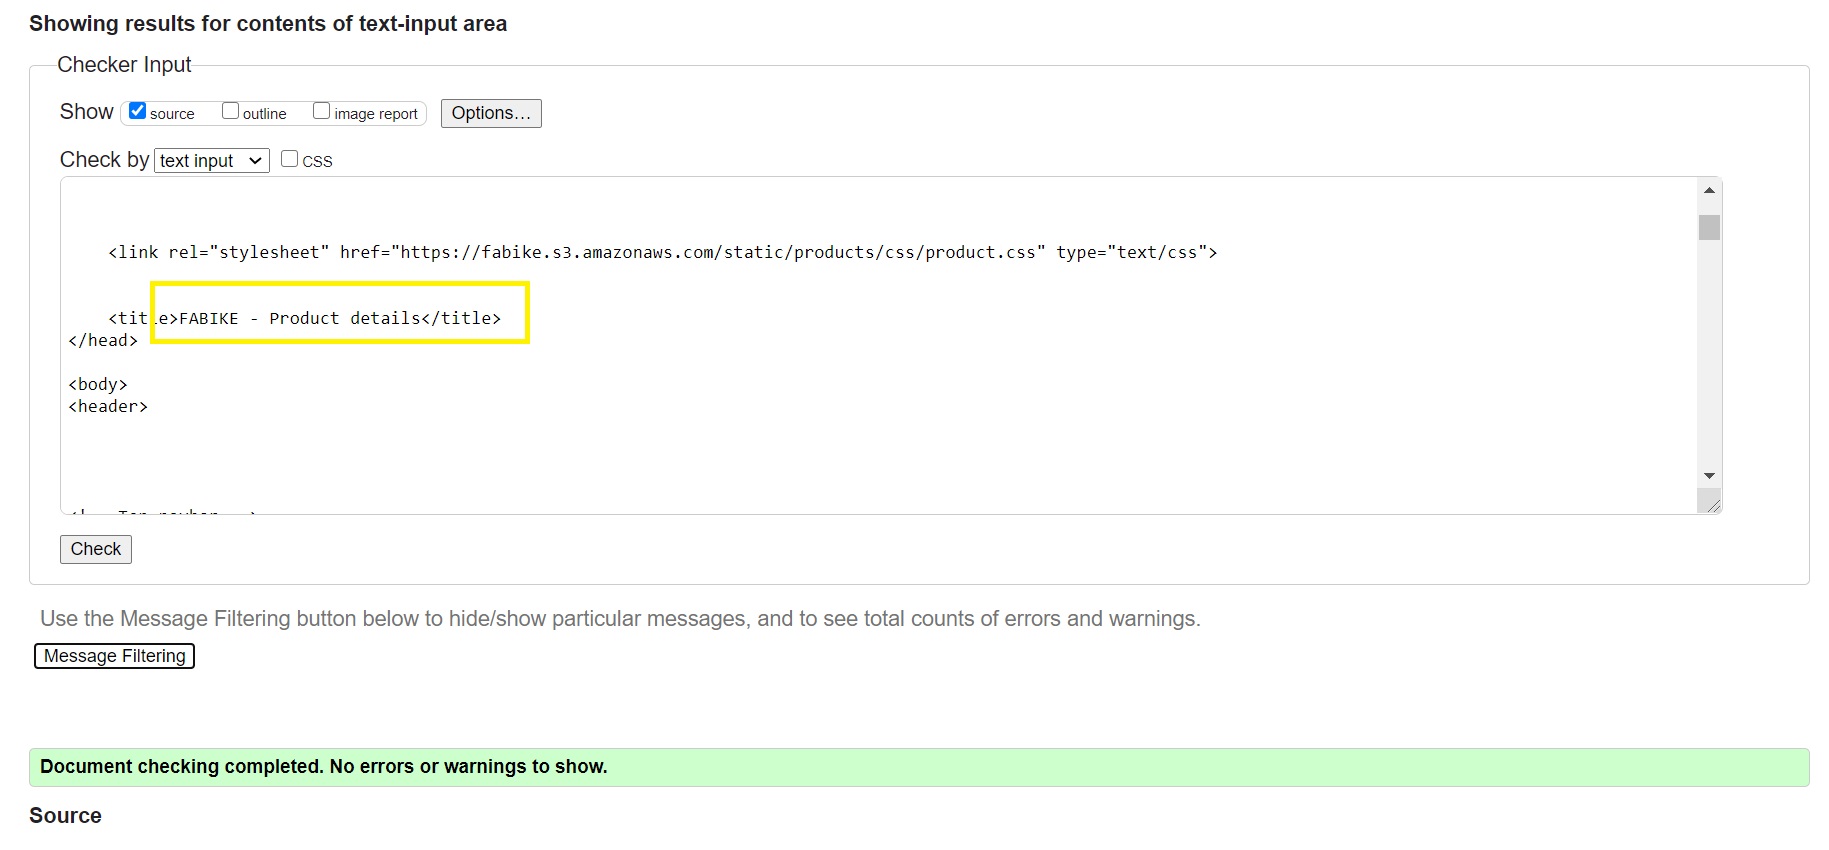 Showing results for contents of text-input area
Checker Input
Show source outline image report Options...
Check by text input CSS
<link rel="stylesheet" href="https://fabike.s3.amazonaws.com/static/products/css/product.css" type="text/css">
<title>FABIKE - Product details</title>
</head>
<body>
<header>
Check
Use the Message Filtering button below to hide/show particular messages, and to see total counts of errors and warnings.
Message Filtering
Document checking completed. No errors or warnings to show.
Source